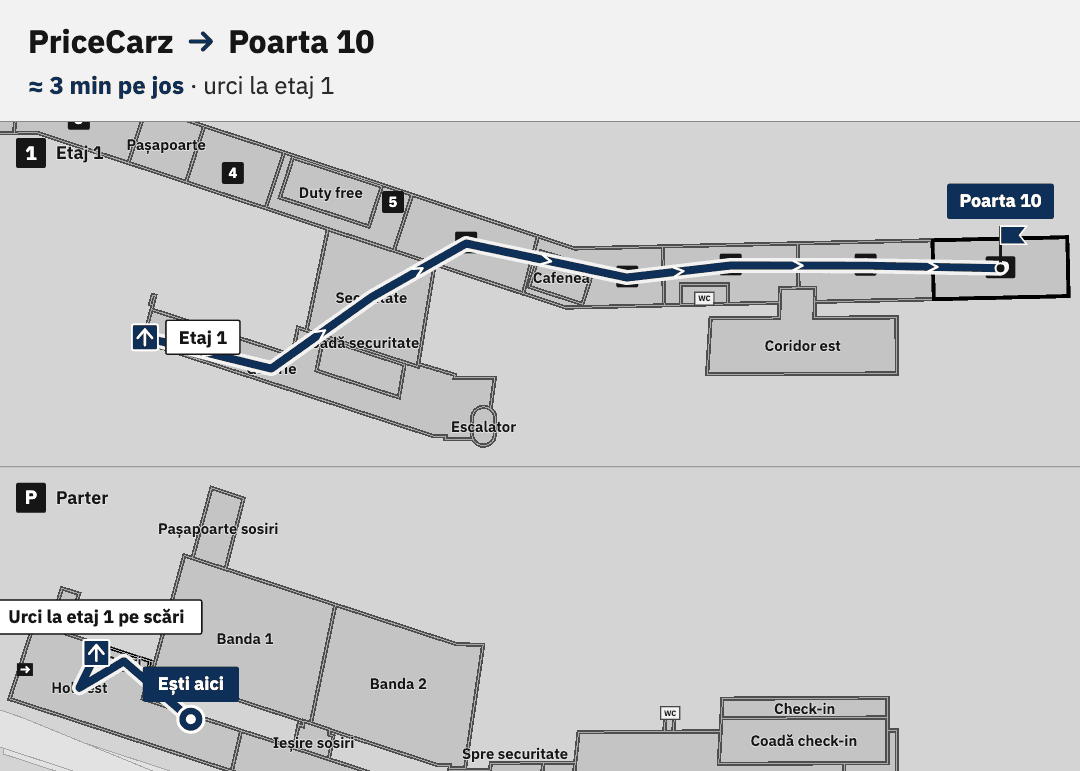 PriceCarz → Poarta 10
≈ 3 min pe jos · urci la etaj 1
1 Etaj 1
Pașapoarte
4
Duty free
5
Poarta 10
Cafenea
WC
Etaj 1
Coridor est
Escalator
P Parter
Pașapoarte sosiri
Urci la etaj 1 pe scări
Banda 1
Ești aici
Banda 2
WC
Check-in
Coadă check-in
Ieșire sosiri
Spre securitate